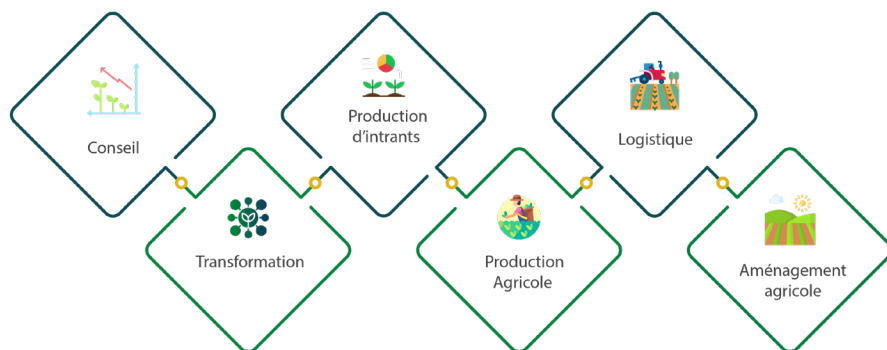 Conseil
Transformation
Production
d'intrants
Production
Agricole
Logistique
Aménagement
agricole